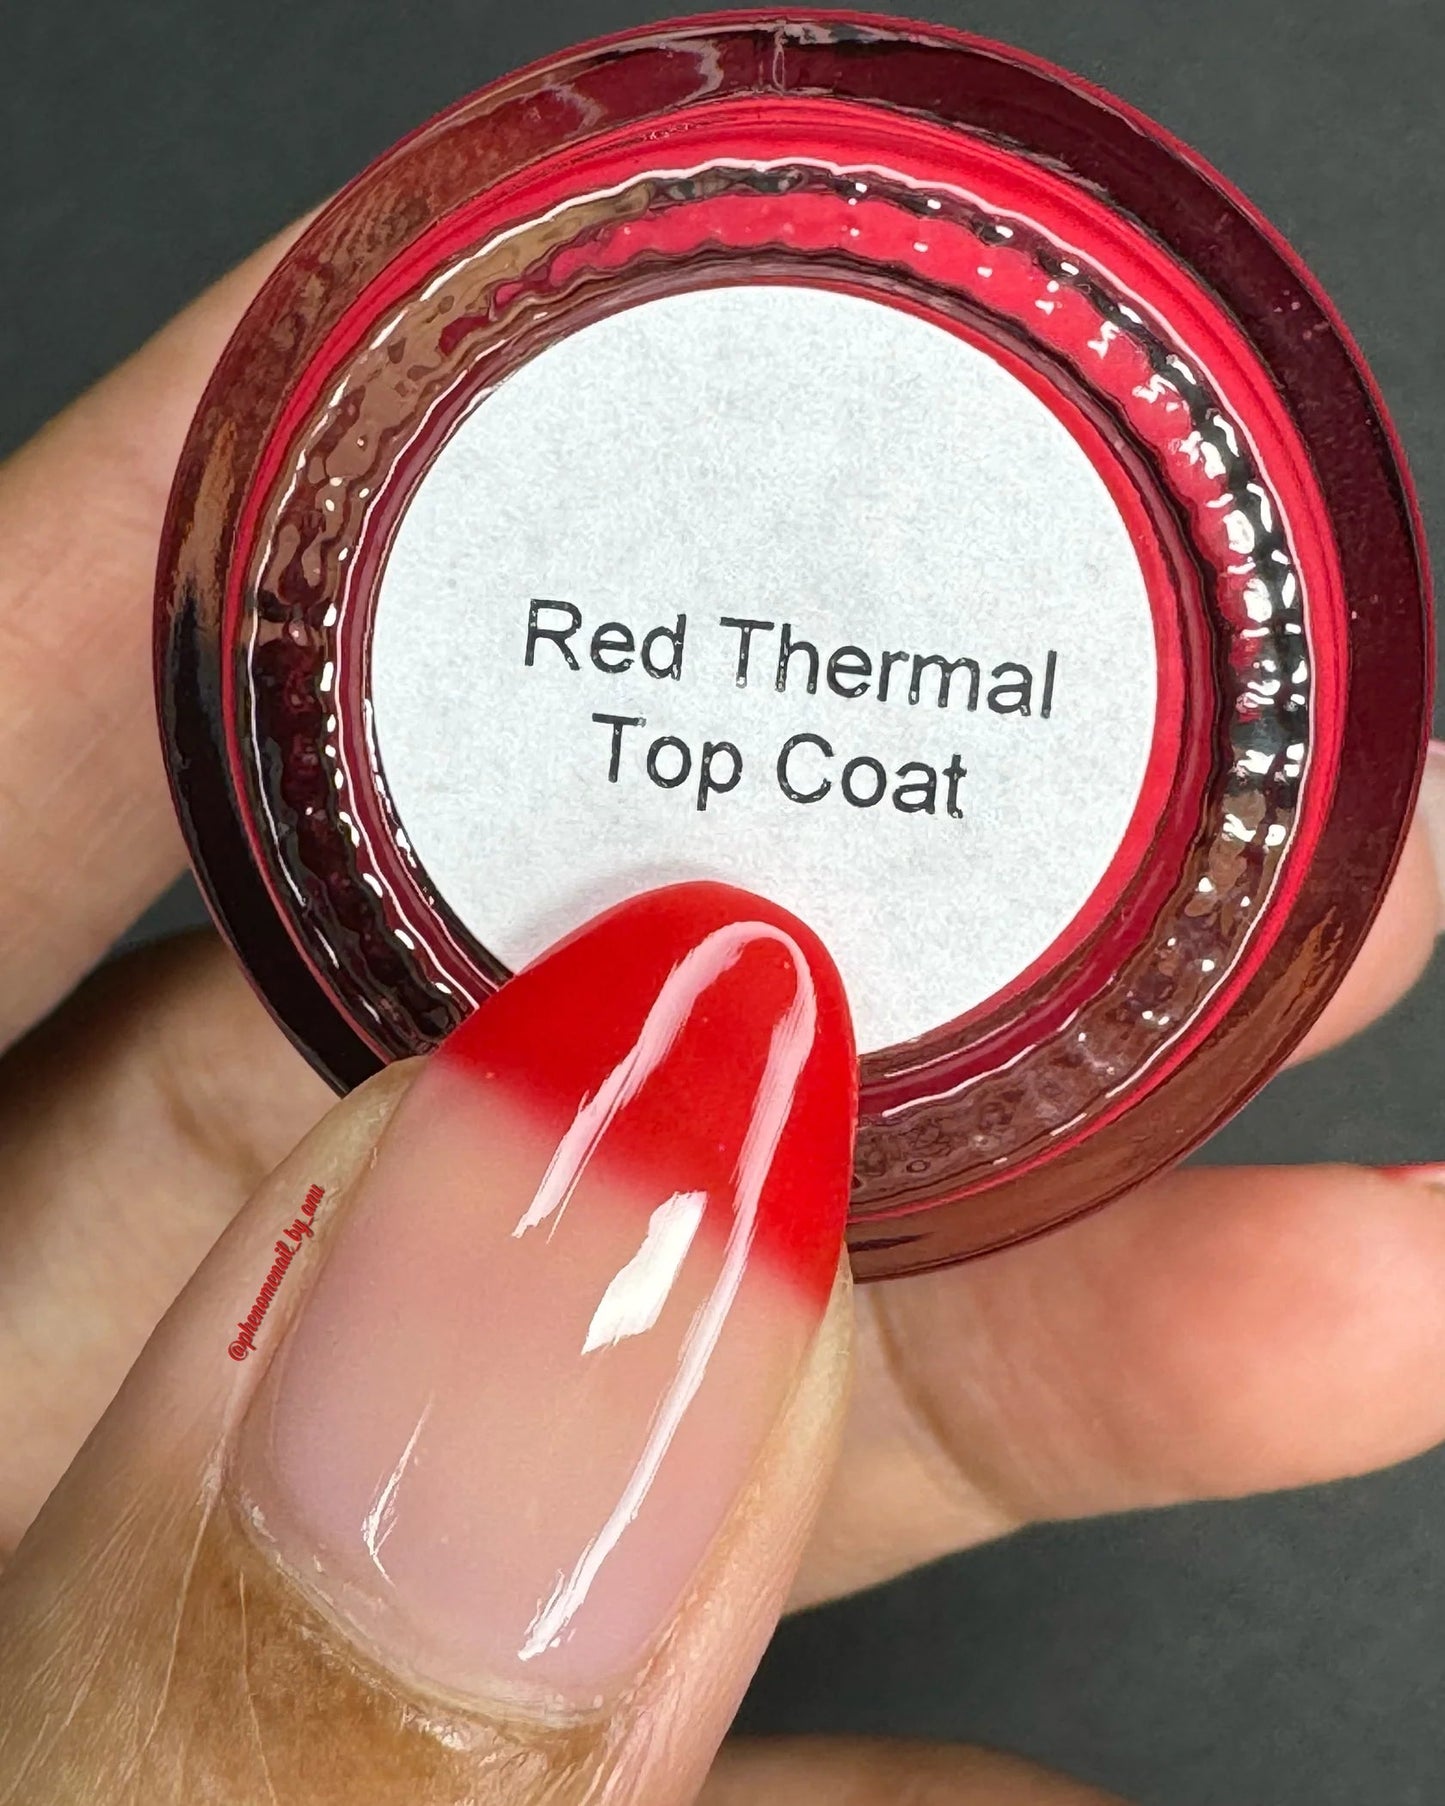 Red Thermal
Top Coat
@phenomenail_by_anu